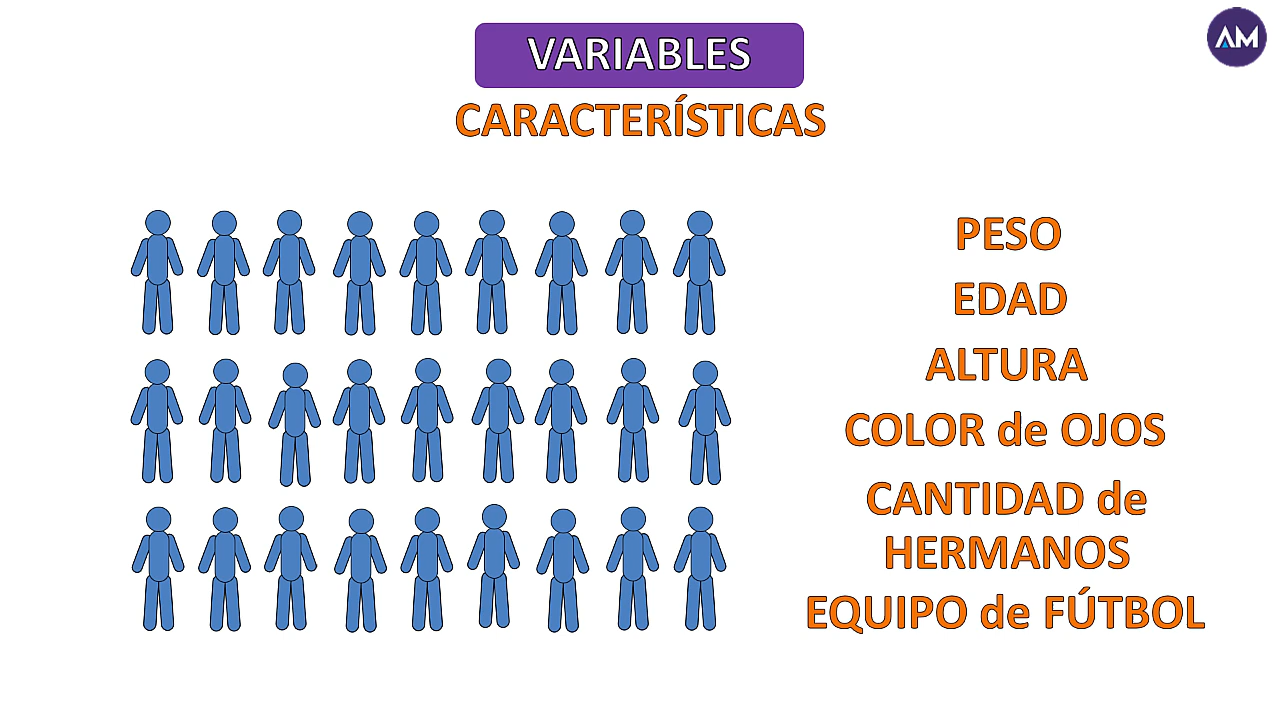 VARIABLES
AM
CARACTERÍSTICAS
PESO
EDAD
ALTURA
COLOR de OJOS
CANTIDAD de
HERMANOS
EQUIPO de FÚTBOL